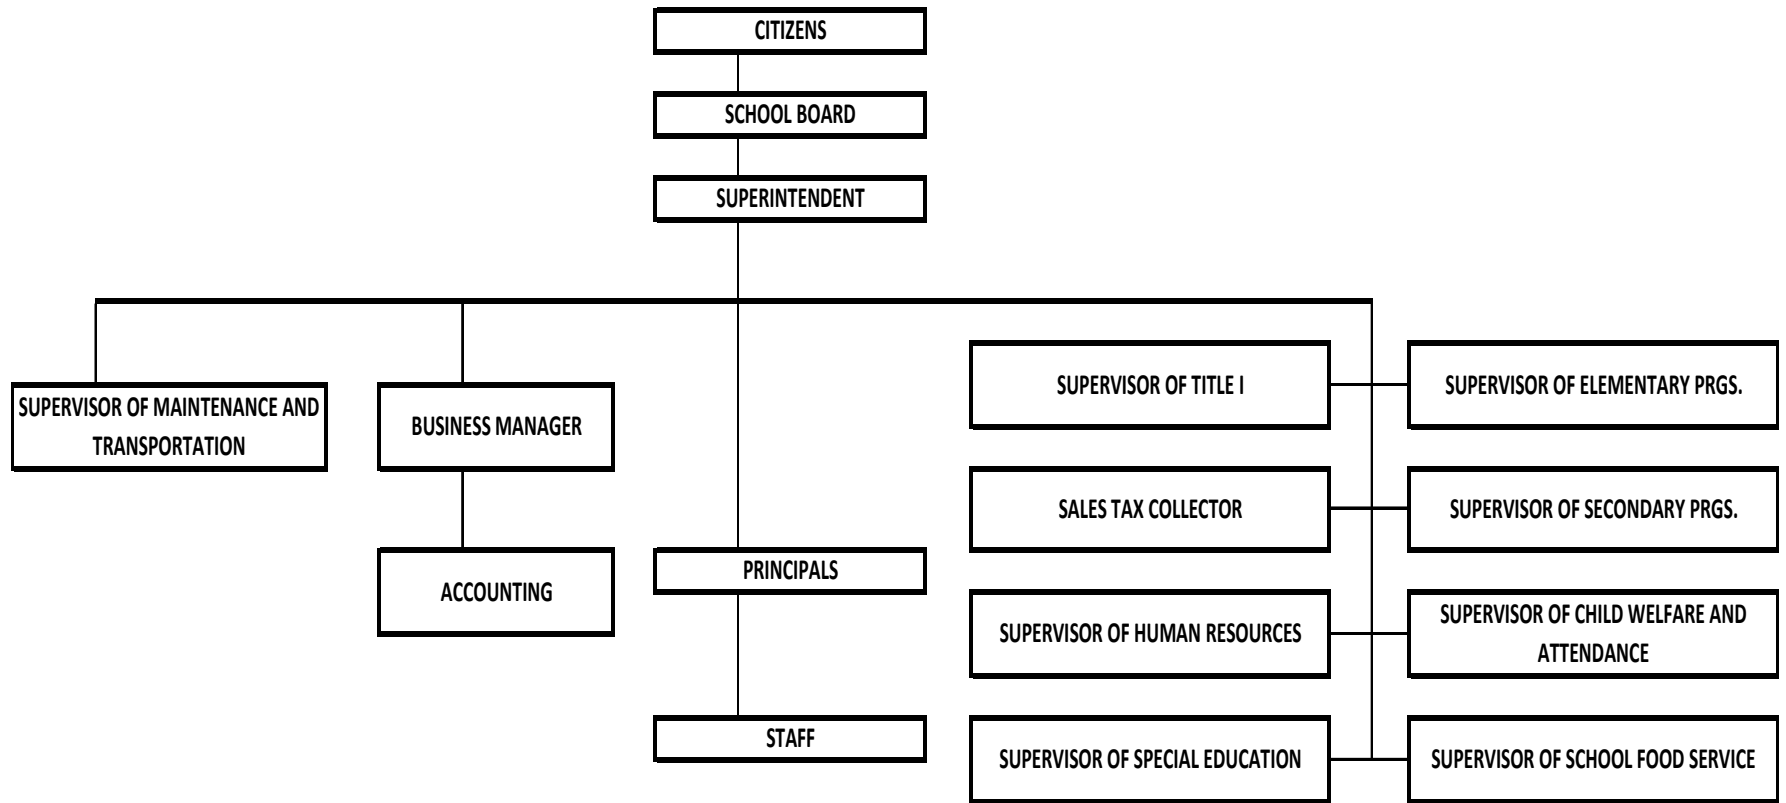 CITIZENS
SCHOOL BOARD
SUPERINTENDENT
SUPERVISOR OF MAINTENANCE AND
TRANSPORTATION
BUSINESS MANAGER
ACCOUNTING
PRINCIPALS
STAFF
SUPERVISOR OF TITLE I
SUPERVISOR OF ELEMENTARY PRGS.
SALES TAX COLLECTOR
SUPERVISOR OF SECONDARY PRGS.
SUPERVISOR OF HUMAN RESOURCES
SUPERVISOR OF CHILD WELFARE AND
ATTENDANCE
SUPERVISOR OF SPECIAL EDUCATION
SUPERVISOR OF SCHOOL FOOD SERVICE